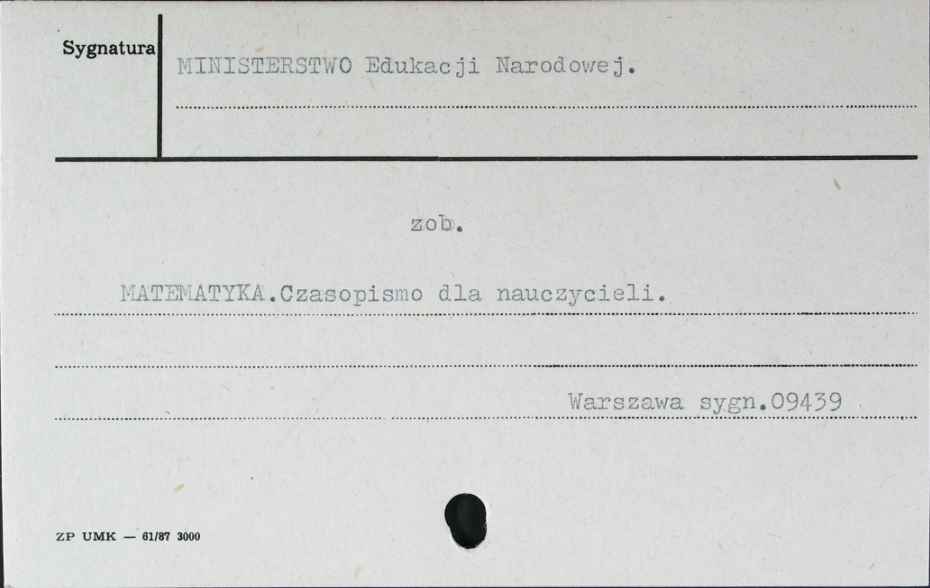 Sygnatura
MINISTERSTWO Edukacji Narodowej.
zob.
MATEMATYKA.Czasopismo dla nauczycieli.
Warszawa sygn.09439
ZP UMK — 61/87 3000